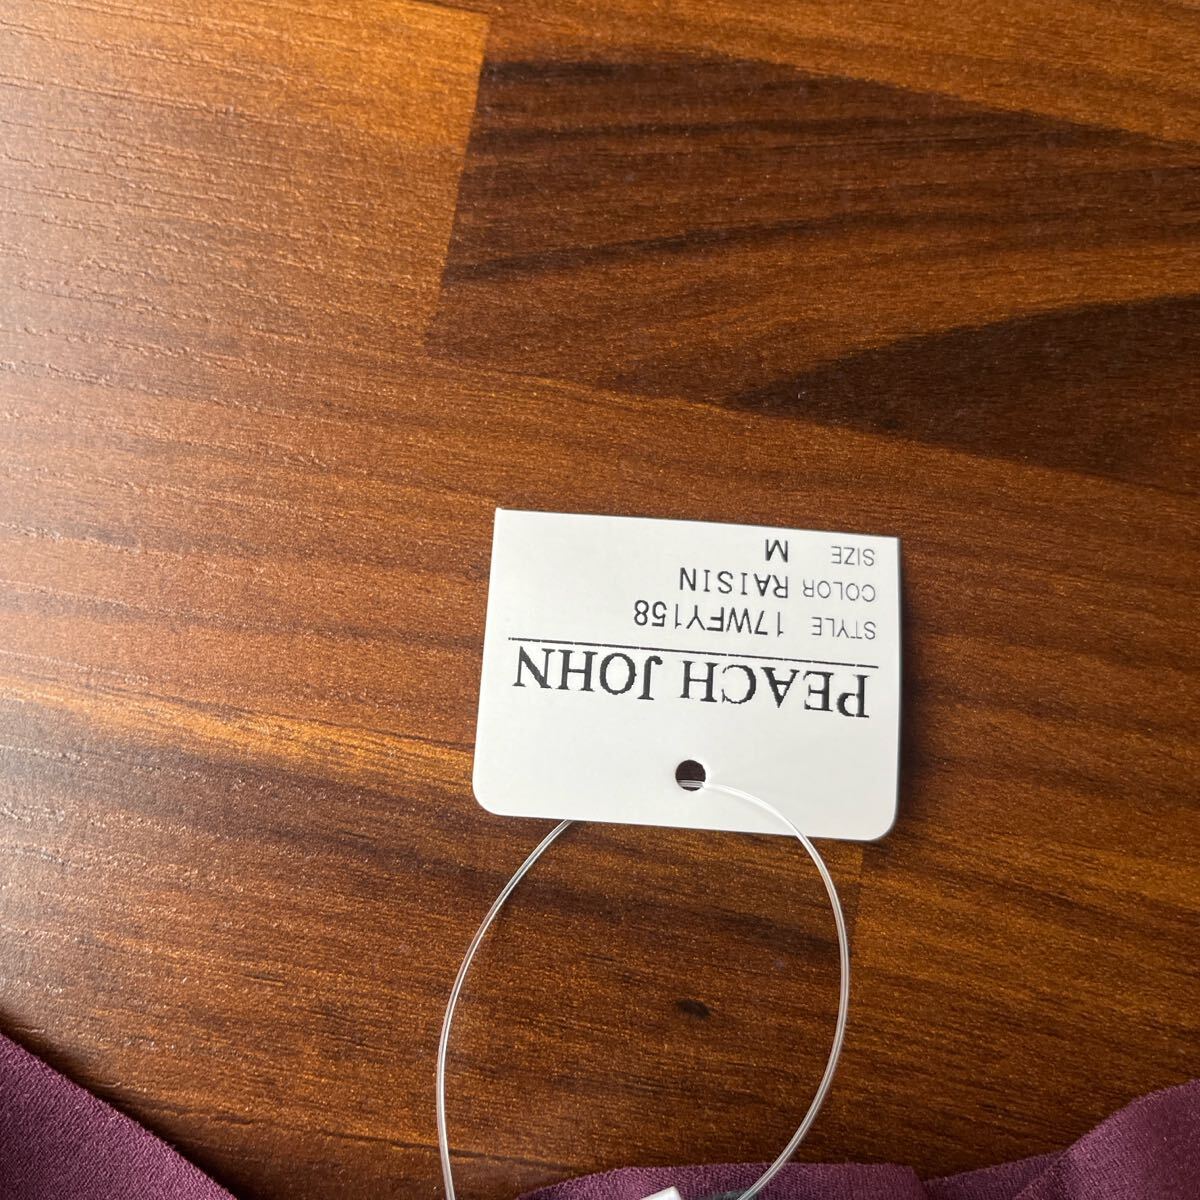 PEACH JOHN
STYLE 17WFY158
COLOR RAISIN
SIZE M